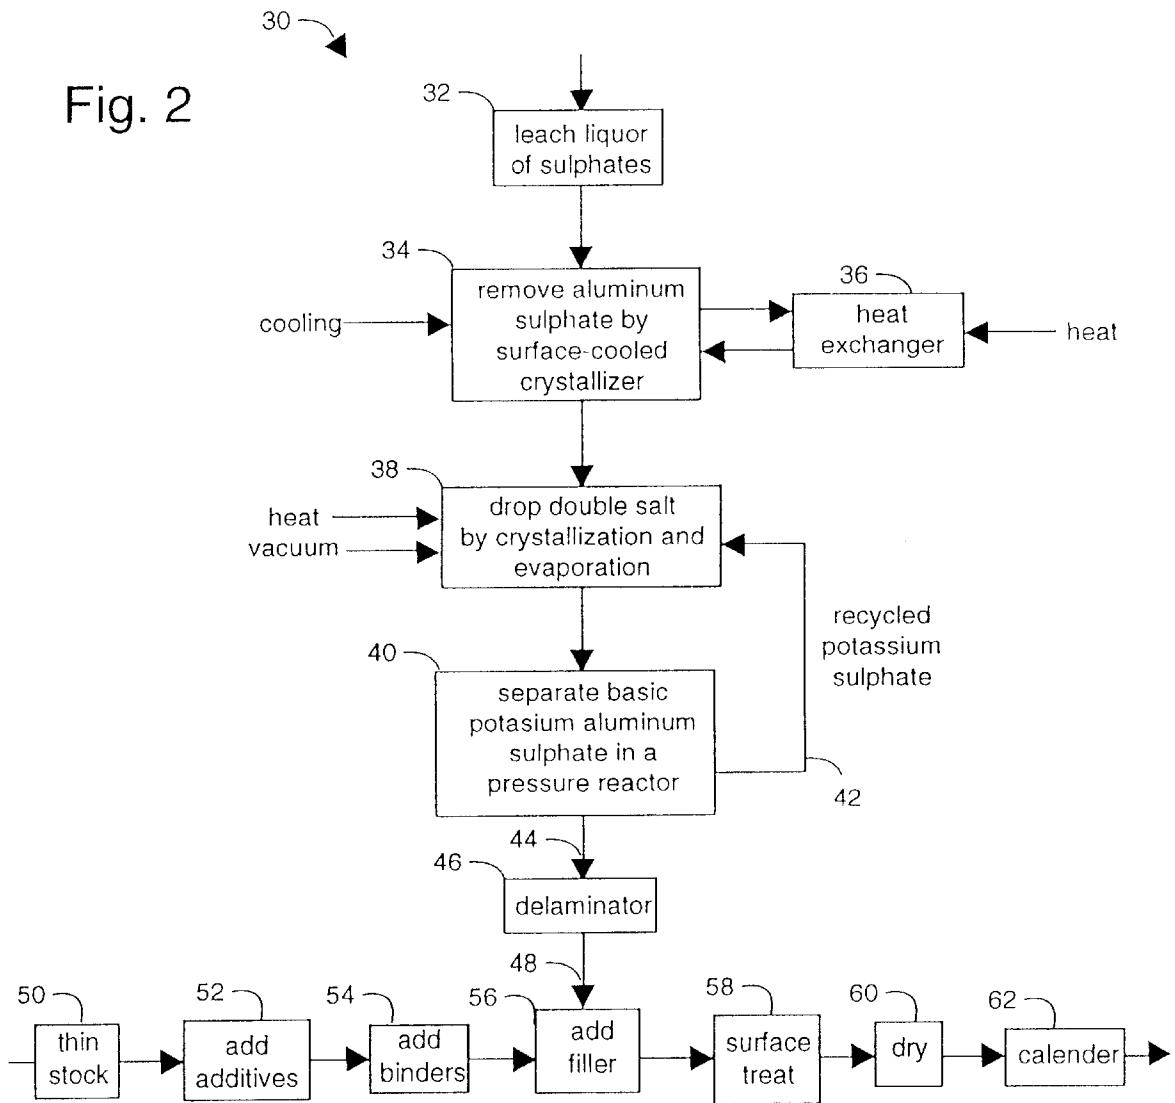 30
Fig. 2
32
leach liquor
of sulphates
34
remove aluminum
sulphate by
surface-cooled
crystallizer
cooling
36
heat
exchanger
heat
38
drop double salt
by crystallization and
evaporation
heat
vacuum
recycled
potassium
sulphate
40
separate basic
potasium aluminum
sulphate in a
pressure reactor
42
44
46
delaminator
48
50
thin
stock
52
add
additives
54
add
binders
56
add
filler
58
surface
treat
60
dry
62
calender